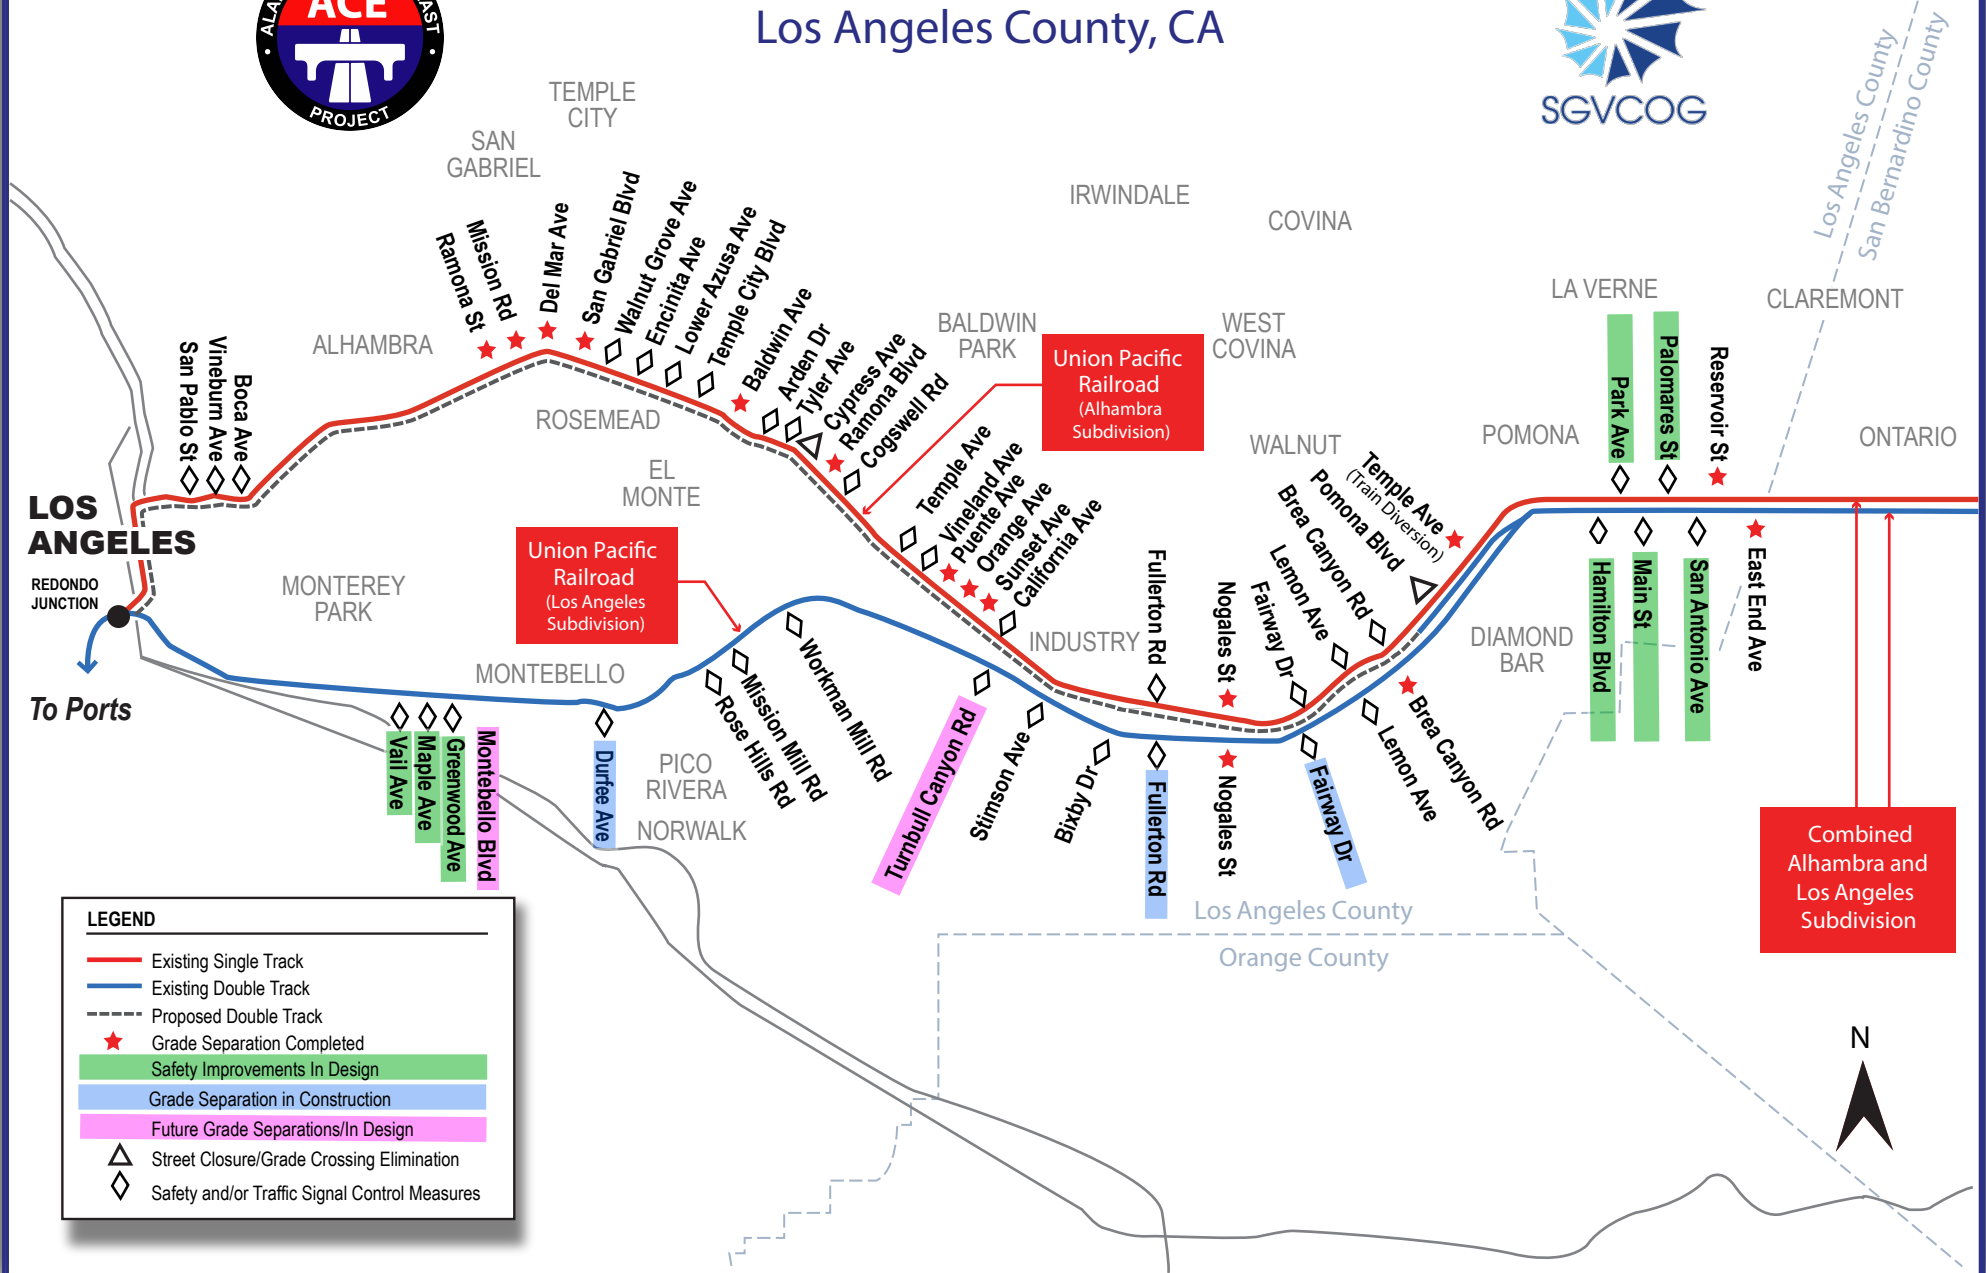 ACE
PROJECT
Los Angeles County, CA
SGVCOG
Los Angeles County
San Bernardino County
TEMPLE
CITY
SAN
GABRIEL
IRWINDALE
COVINA
LA VERNE
CLAREMONT
ALHAMBRA
BALDWIN
PARK
WEST
COVINA
ROSEMEAD
EL
MONTE
WALNUT
POMONA
ONTARIO
San Pablo St
Vineburn Ave
Boca Ave
Ramona St
Mission Rd
Del Mar Ave
San Gabriel Blvd
Walnut Grove Ave
Encinita Ave
Lower Azusa Ave
Temple City Blvd
Baldwin Ave
Arden Dr
Tyler Ave
Cypress Ave
Ramona Blvd
Cogswell Rd
Union Pacific
Railroad
(Alhambra
Subdivision)
Temple Ave
Vineland Ave
Puente Ave
Orange Ave
Sunset Ave
California Ave
Fullerton Rd
Nogales St
Fairway Dr
Lemon Ave
Brea Canyon Rd
Pomona Blvd
Temple Ave
(Train Diversion)
Park Ave
Palomares St
Reservoir St
LOS
ANGELES
REDONDO
JUNCTION
To Ports
MONTEREY
PARK
Union Pacific
Railroad
(Los Angeles
Subdivision)
MONTEBELLO
INDUSTRY
DIAMOND
BAR
PICO
RIVERA
NORWALK
Vail Ave
Maple Ave
Greenwood Ave
Montebello Blvd
Durfee Ave
Rose Hills Rd
Mission Mill Rd
Workman Mill Rd
Turnbull Canyon Rd
Stimson Ave
Bixby Dr
Fullerton Rd
Nogales St
Fairway Dr
Lemon Ave
Brea Canyon Rd
Hamilton Blvd
Main St
San Antonio Ave
East End Ave
Combined
Alhambra and
Los Angeles
Subdivision
Los Angeles County
Orange County
LEGEND
Existing Single Track
Existing Double Track
Proposed Double Track
Grade Separation Completed
Safety Improvements In Design
Grade Separation in Construction
Future Grade Separations/In Design
Street Closure/Grade Crossing Elimination
Safety and/or Traffic Signal Control Measures
N